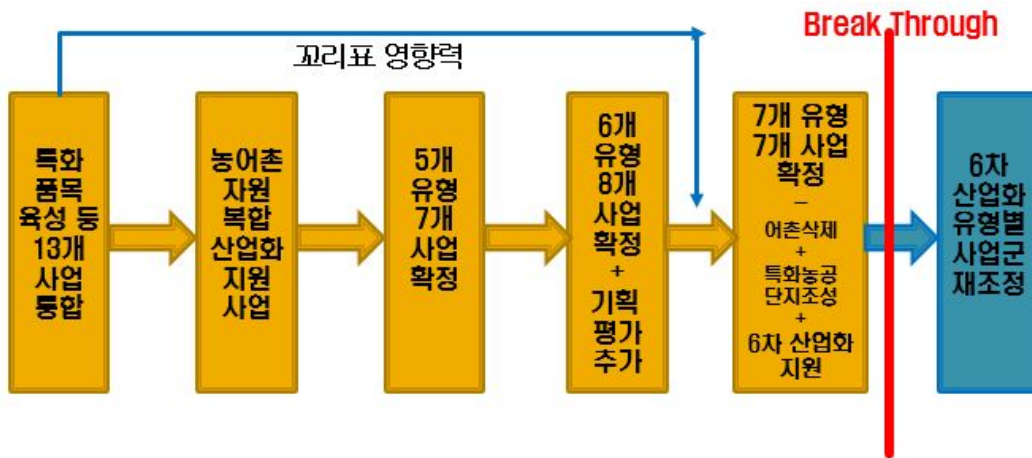 Break Through
꼬리표 영향력
특화
품목
육성 등
13개
사업
통합
농어촌
자원
복합
산업화
지원
사업
5개
유형
7개
사업
확정
6개
유형
8개
사업
확정
+
기획
평가
추가
7개 유형
7개 사업
확정
–
어촌삭제
+
특화농공
단지조성
+
6차 산업화
지원
6차
산업화
유형별
사업군
재조정